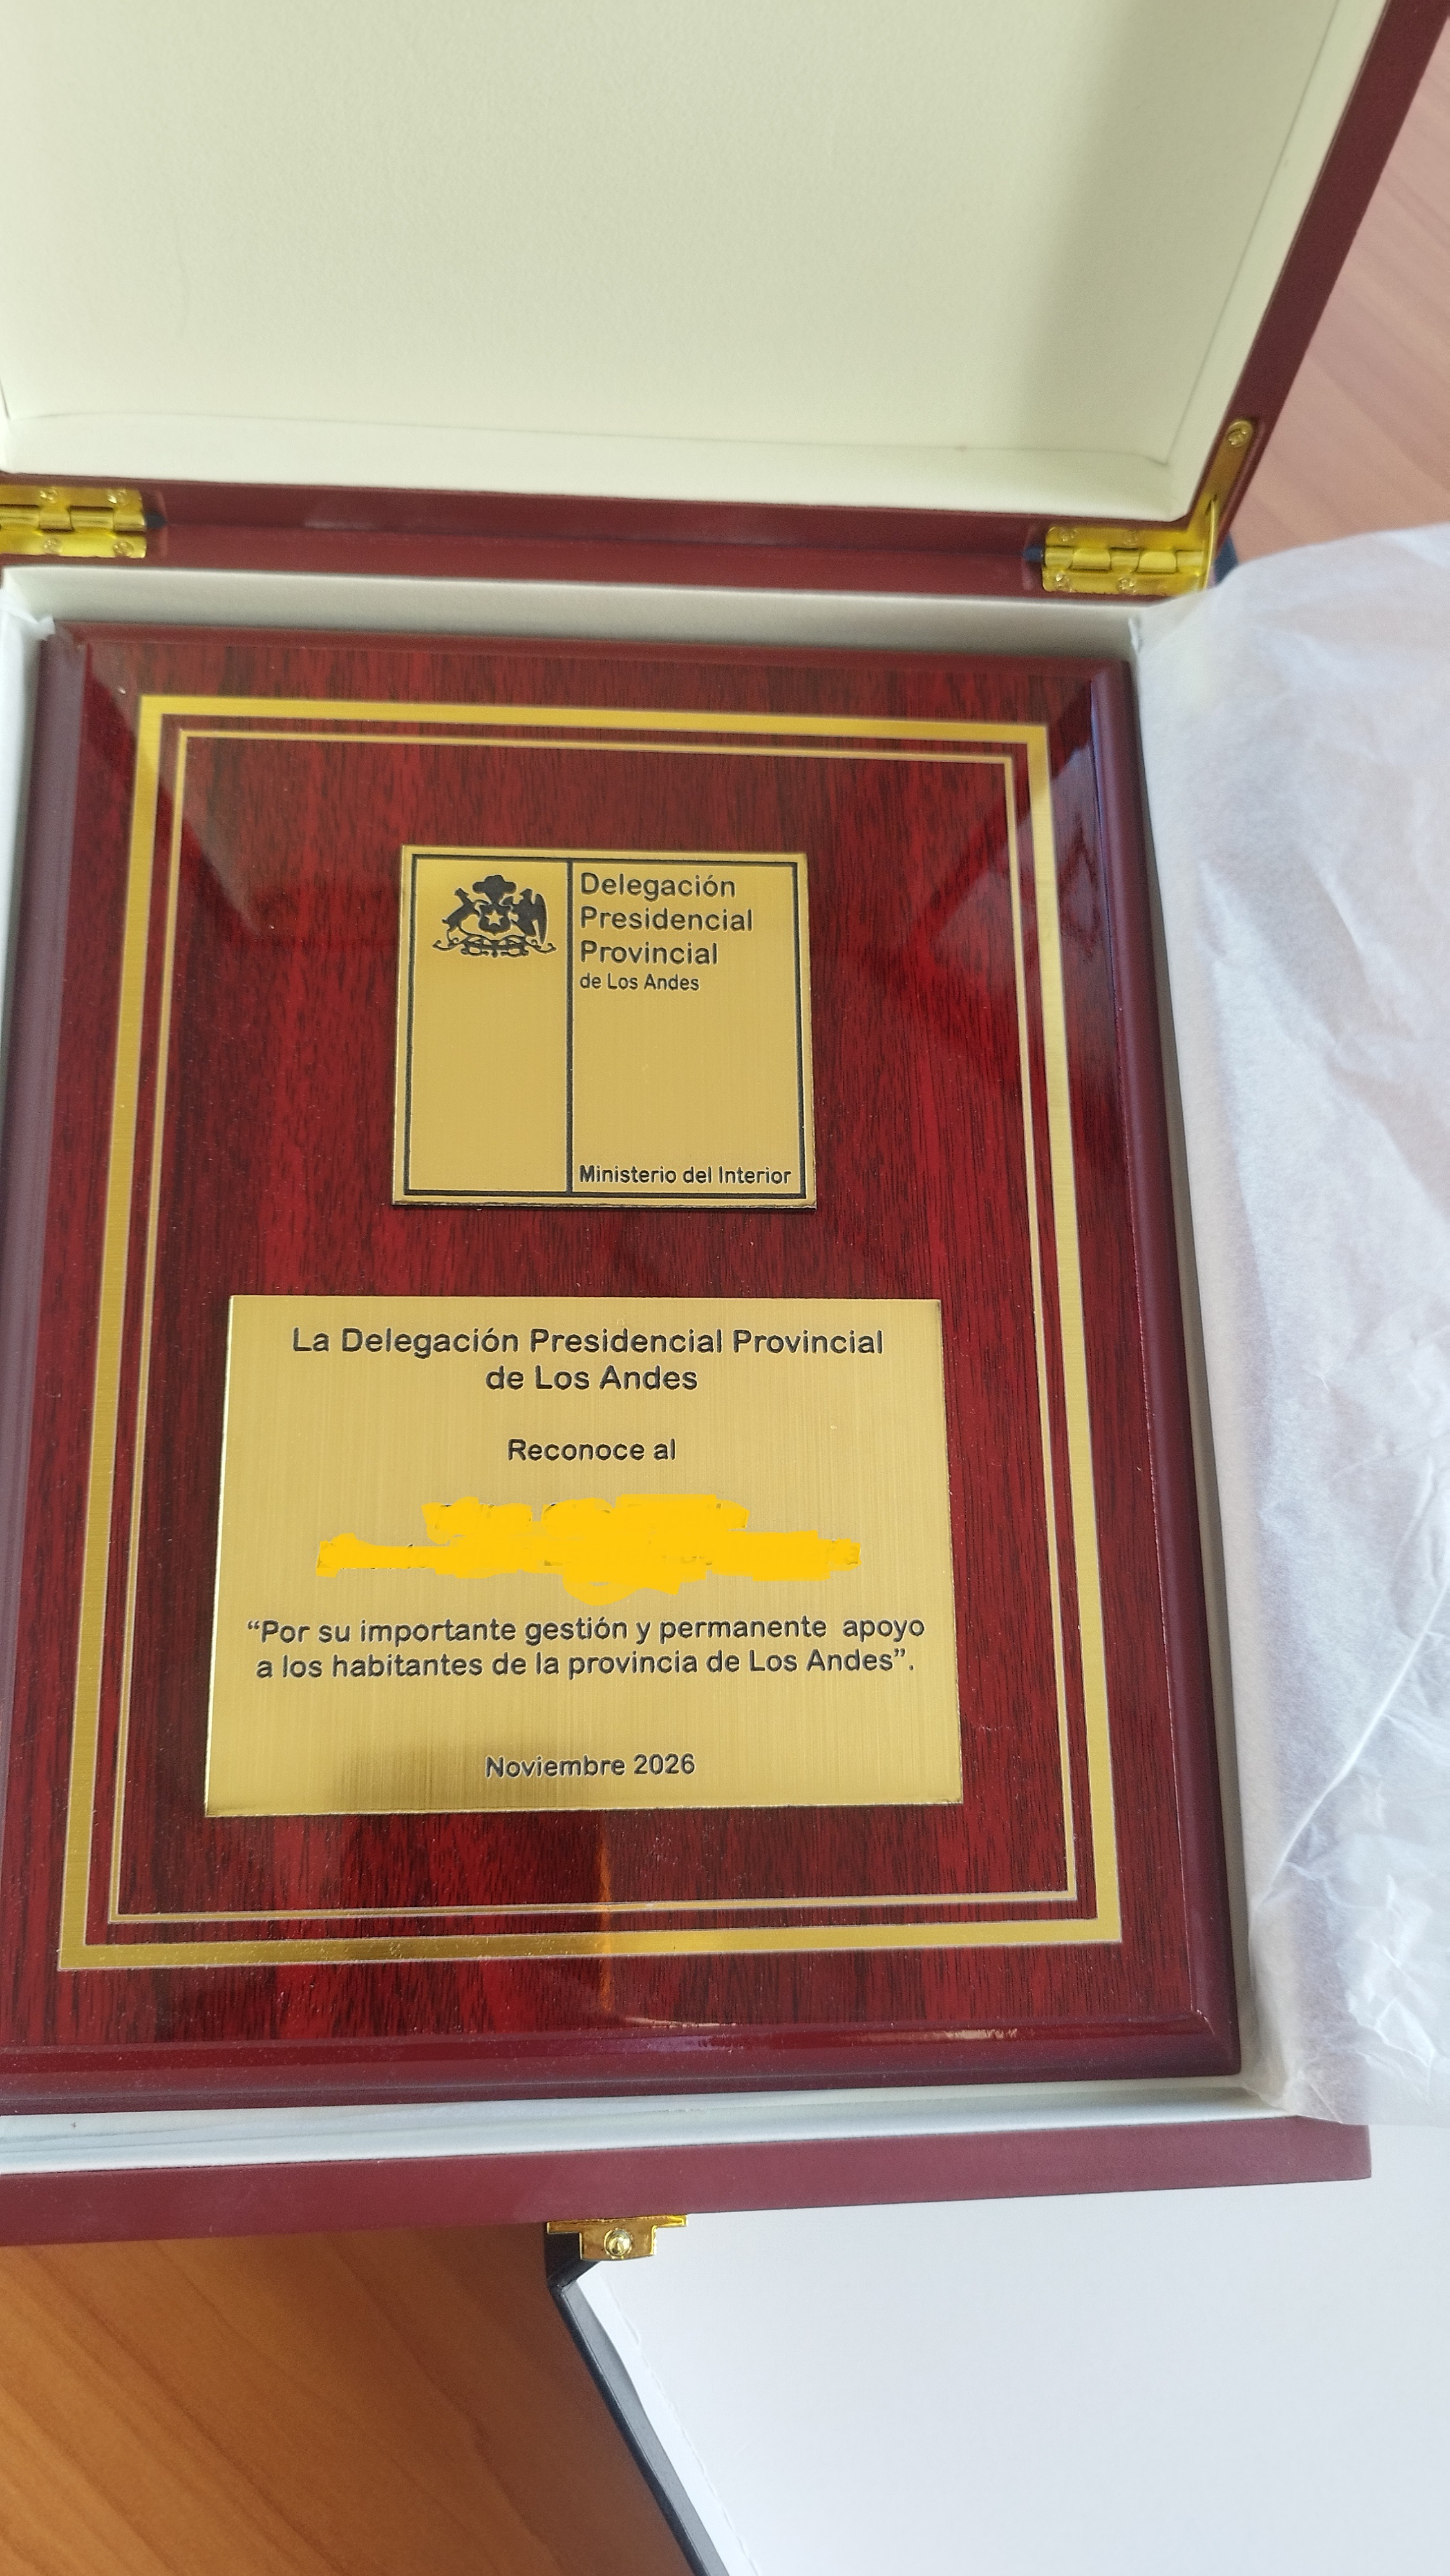 Delegación
Presidencial
Provincial
de Los Andes
Ministerio del Interior
La Delegación Presidencial Provincial
de Los Andes
Reconoce al
“Por su importante gestión y permanente apoyo
a los habitantes de la provincia de Los Andes”.
Noviembre 2026